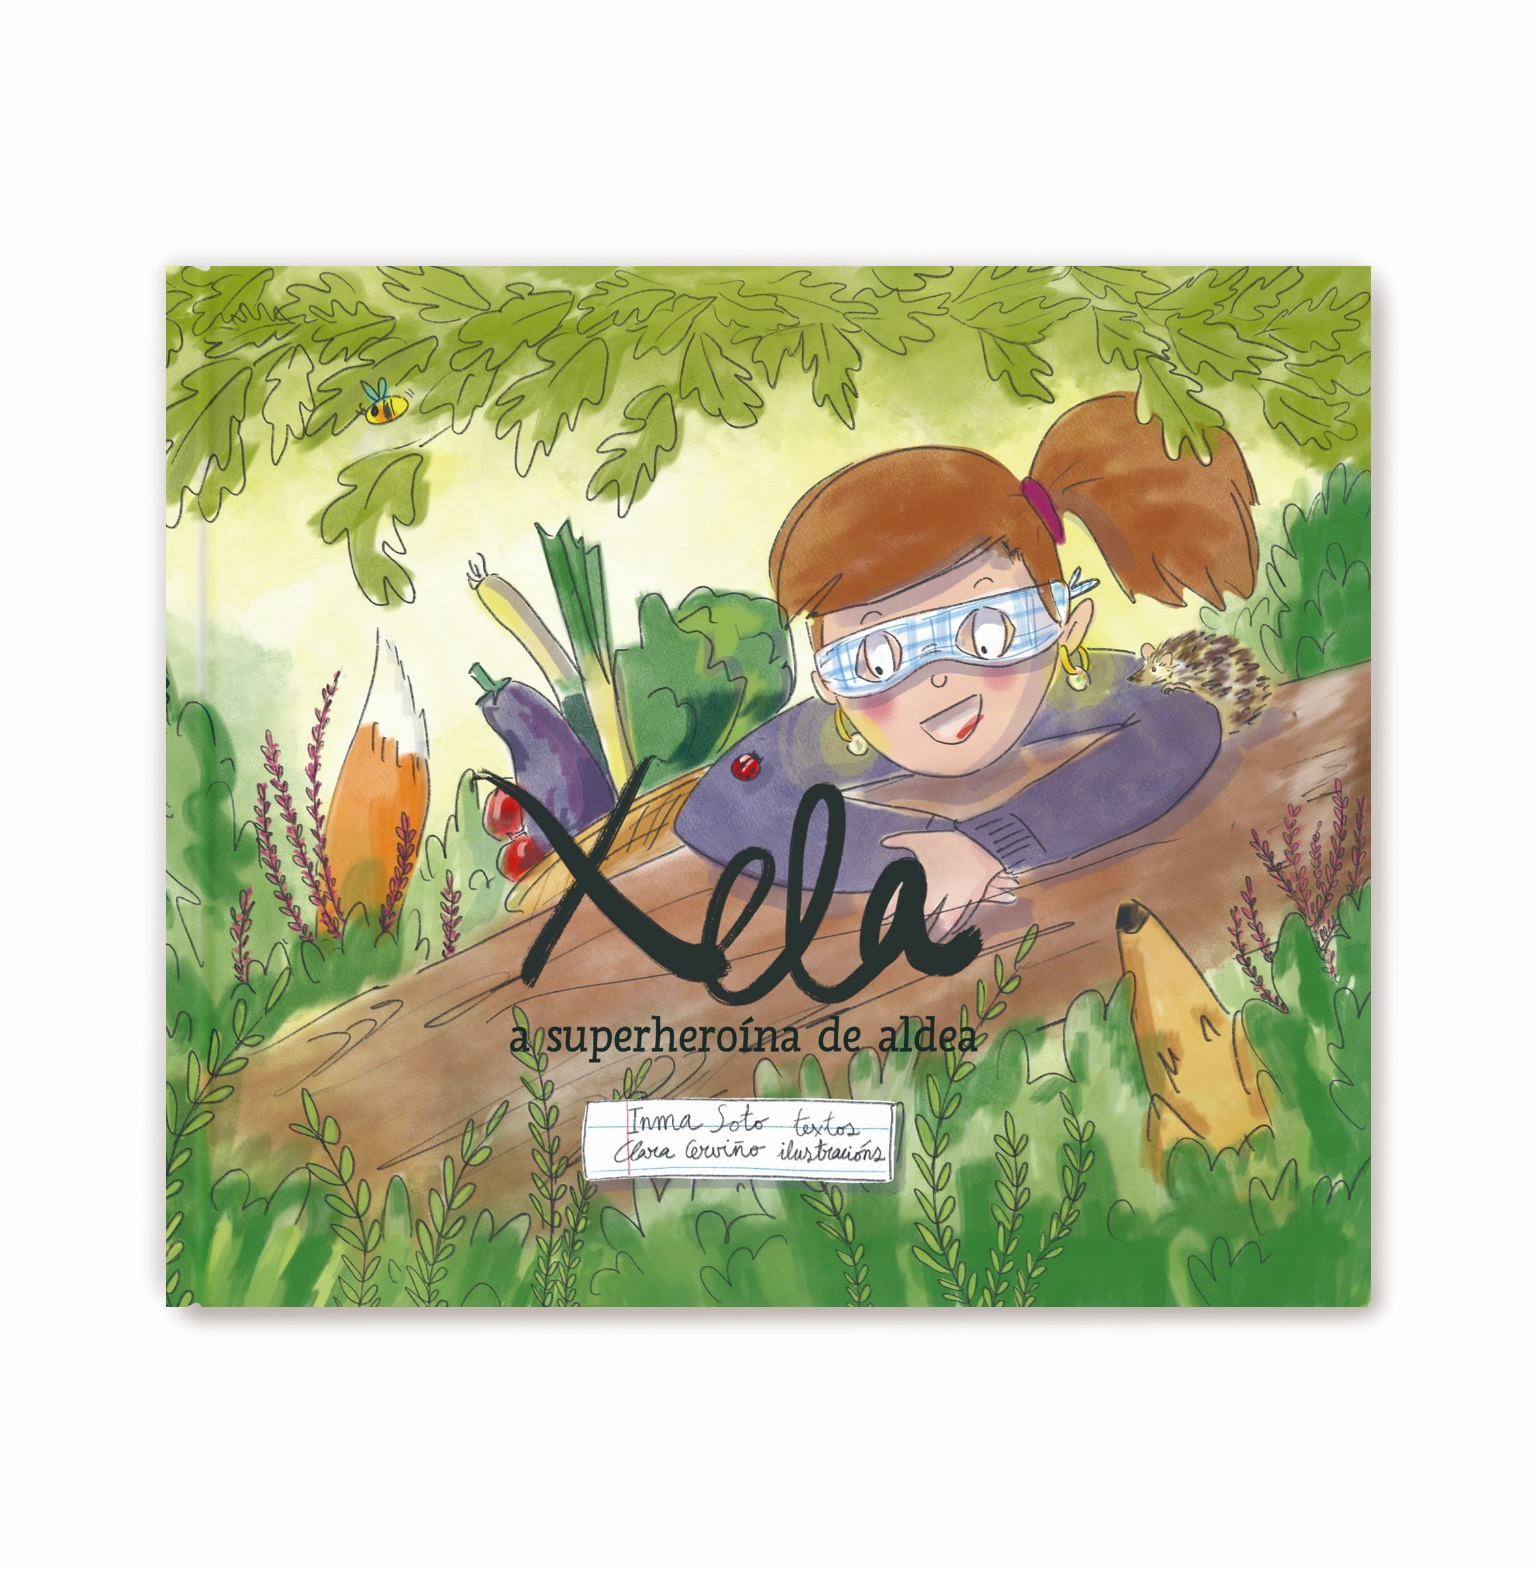 Xela
a superheroína de aldea
Inma Soto textos
Clara Cerviño ilustracións